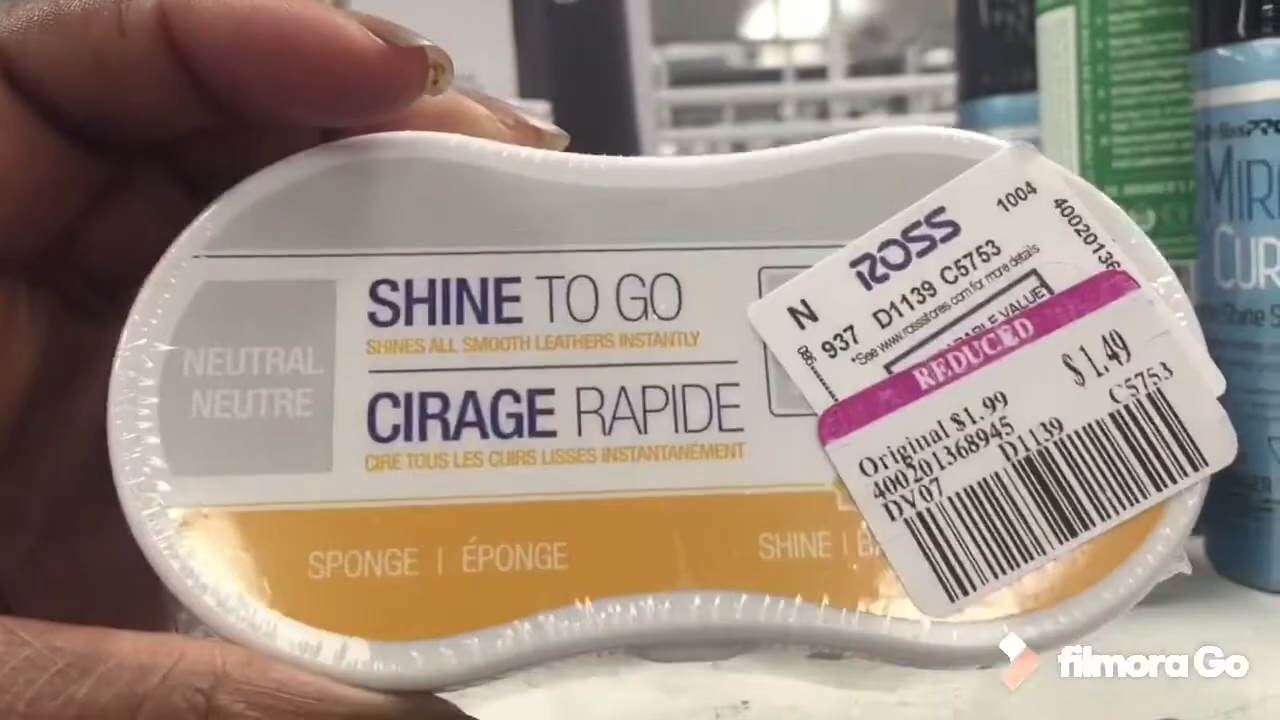 NEUTRAL
NEUTRE
SHINE TO GO
SHINES ALL SMOOTH LEATHERS INSTANTLY
CIRAGE RAPIDE
CIRE TOUS LES CUIRS LISSES INSTANTANÉMENT
SPONGE | ÉPONGE
SHINE |
ROSS
1004
N
937 D1139 C5753
*See www.rossstores.com for more details
VALUE
REDUCED
$1.49
Original $1.99
400201368945
DV07 D1139 C5753
filmora Go